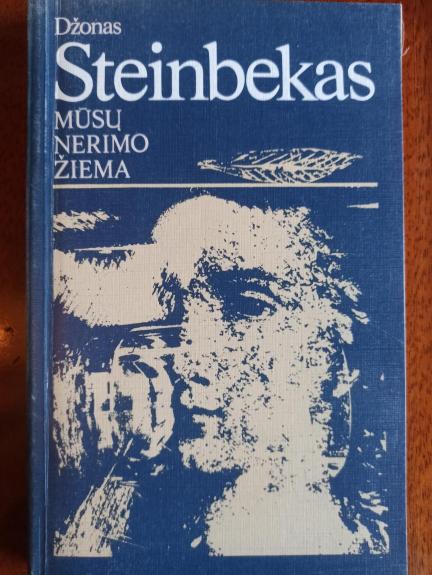 Džonas
Steinbekas
MŪSŲ
NERIMO
ŽIEMA